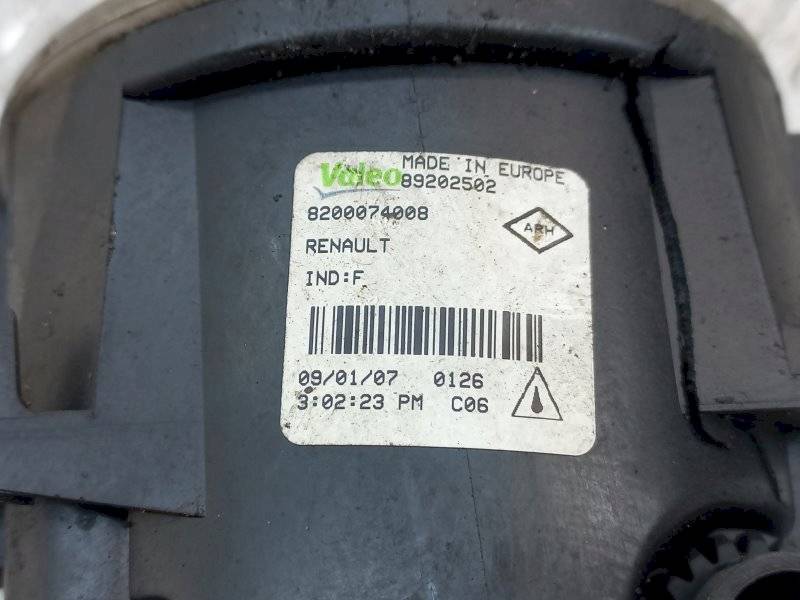 Valeo MADE IN EUROPE
89202502
8200074008
ARH
RENAULT
IND:F
09/01/07 0126
3:02:23 PM C06